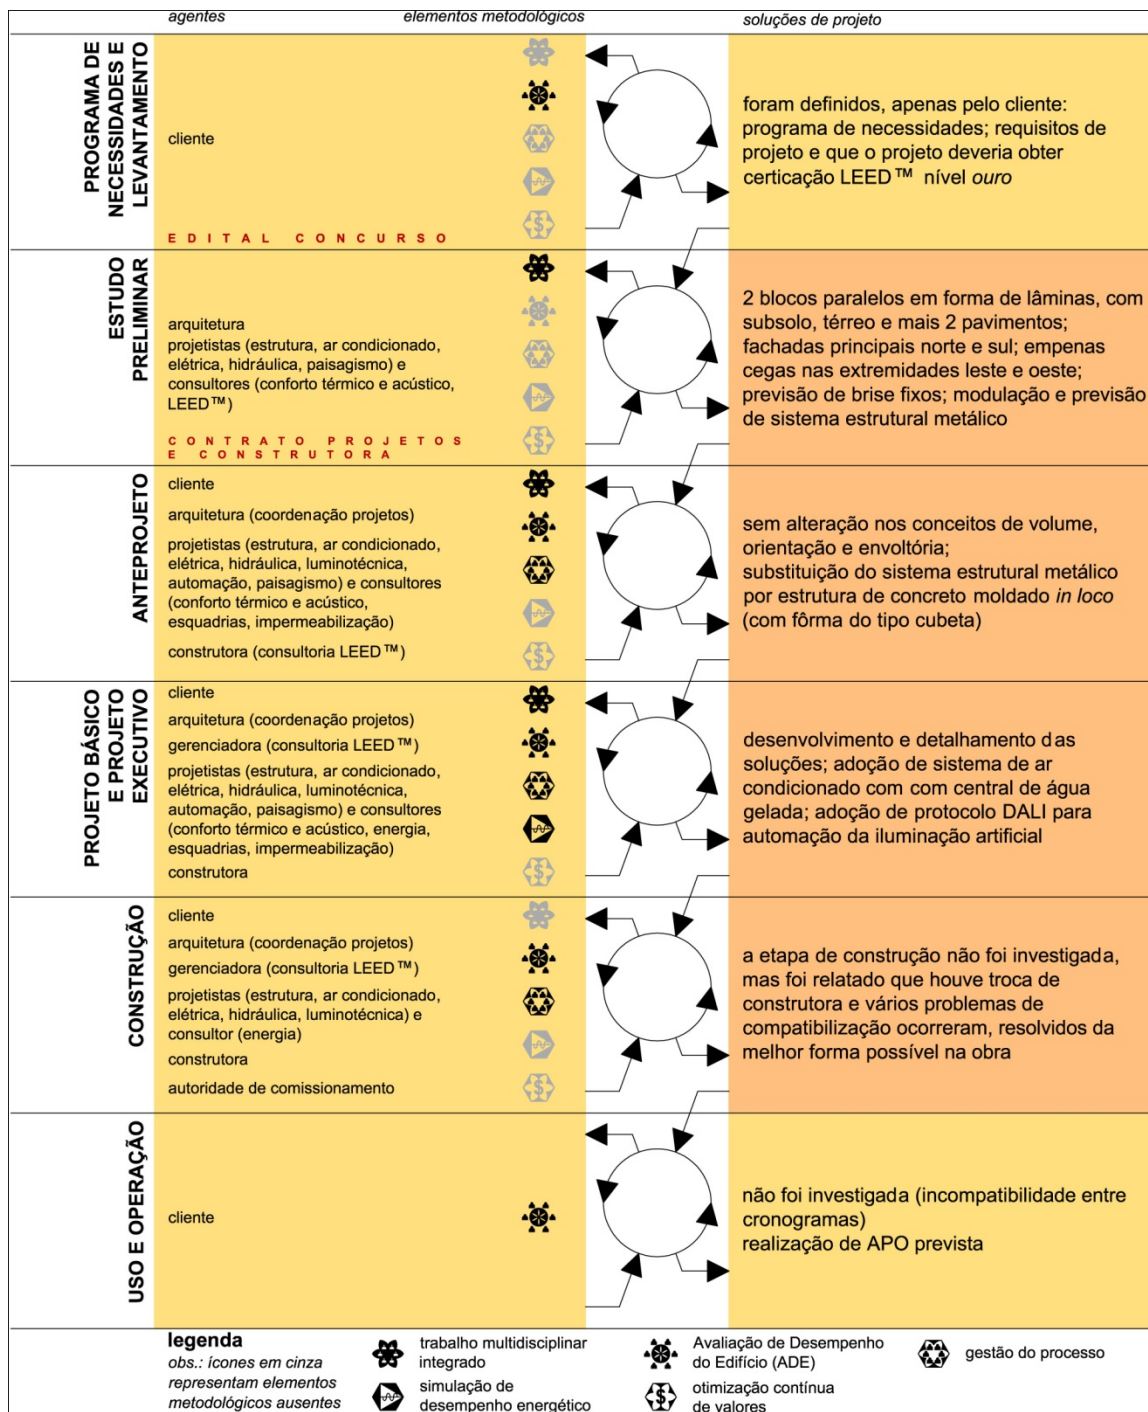 agentes
elementos metodológicos
soluções de projeto
PROGRAMA DE
NECESSIDADES E
LEVANTAMENTO
cliente
EDITAL CONCURSO
foram definidos, apenas pelo cliente:
programa de necessidades; requisitos de
projeto e que o projeto deveria obter
certicação LEED™ nível ouro
ESTUDO
PRELIMINAR
arquitetura
projetistas (estrutura, ar condicionado,
elétrica, hidráulica, paisagismo) e
consultores (conforto térmico e acústico,
LEED™)
CONTRATO PROJETOS
E CONSTRUTORA
2 blocos paralelos em forma de lâminas, com
subsolo, térreo e mais 2 pavimentos;
fachadas principais norte e sul; empenas
cegas nas extremidades leste e oeste;
previsão de brise fixos; modulação e previsão
de sistema estrutural metálico
ANTEPROJETO
cliente
arquitetura (coordenação projetos)
projetistas (estrutura, ar condicionado,
elétrica, hidráulica, luminotécnica,
automação, paisagismo) e consultores
(conforto térmico e acústico,
esquadrias, impermeabilização)
construtora (consultoria LEED™)
sem alteração nos conceitos de volume,
orientação e envoltória;
substituição do sistema estrutural metálico
por estrutura de concreto moldado in loco
(com fôrma do tipo cubeta)
PROJETO BÁSICO
E PROJETO
EXECUTIVO
cliente
arquitetura (coordenação projetos)
gerenciadora (consultoria LEED™)
projetistas (estrutura, ar condicionado,
elétrica, hidráulica, luminotécnica,
automação, paisagismo) e consultores
(conforto térmico e acústico, energia,
esquadrias, impermeabilização)
construtora
desenvolvimento e detalhamento das
soluções; adoção de sistema de ar
condicionado com com central de água
gelada; adoção de protocolo DALI para
automação da iluminação artificial
CONSTRUÇÃO
cliente
arquitetura (coordenação projetos)
gerenciadora (consultoria LEED™)
projetistas (estrutura, ar condicionado,
elétrica, hidráulica, luminotécnica) e
consultor (energia)
construtora
autoridade de comissionamento
a etapa de construção não foi investigada,
mas foi relatado que houve troca de
construtora e vários problemas de
compatibilização ocorreram, resolvidos da
melhor forma possível na obra
USO E OPERAÇÃO
cliente
não foi investigada (incompatibilidade entre
cronogramas)
realização de APO prevista
legenda
obs.: ícones em cinza
representam elementos
metodológicos ausentes
trabalho multidisciplinar
integrado
simulação de
desempenho energético
Avaliação de Desempenho
do Edifício (ADE)
otimização contínua
de valores
gestão do processo